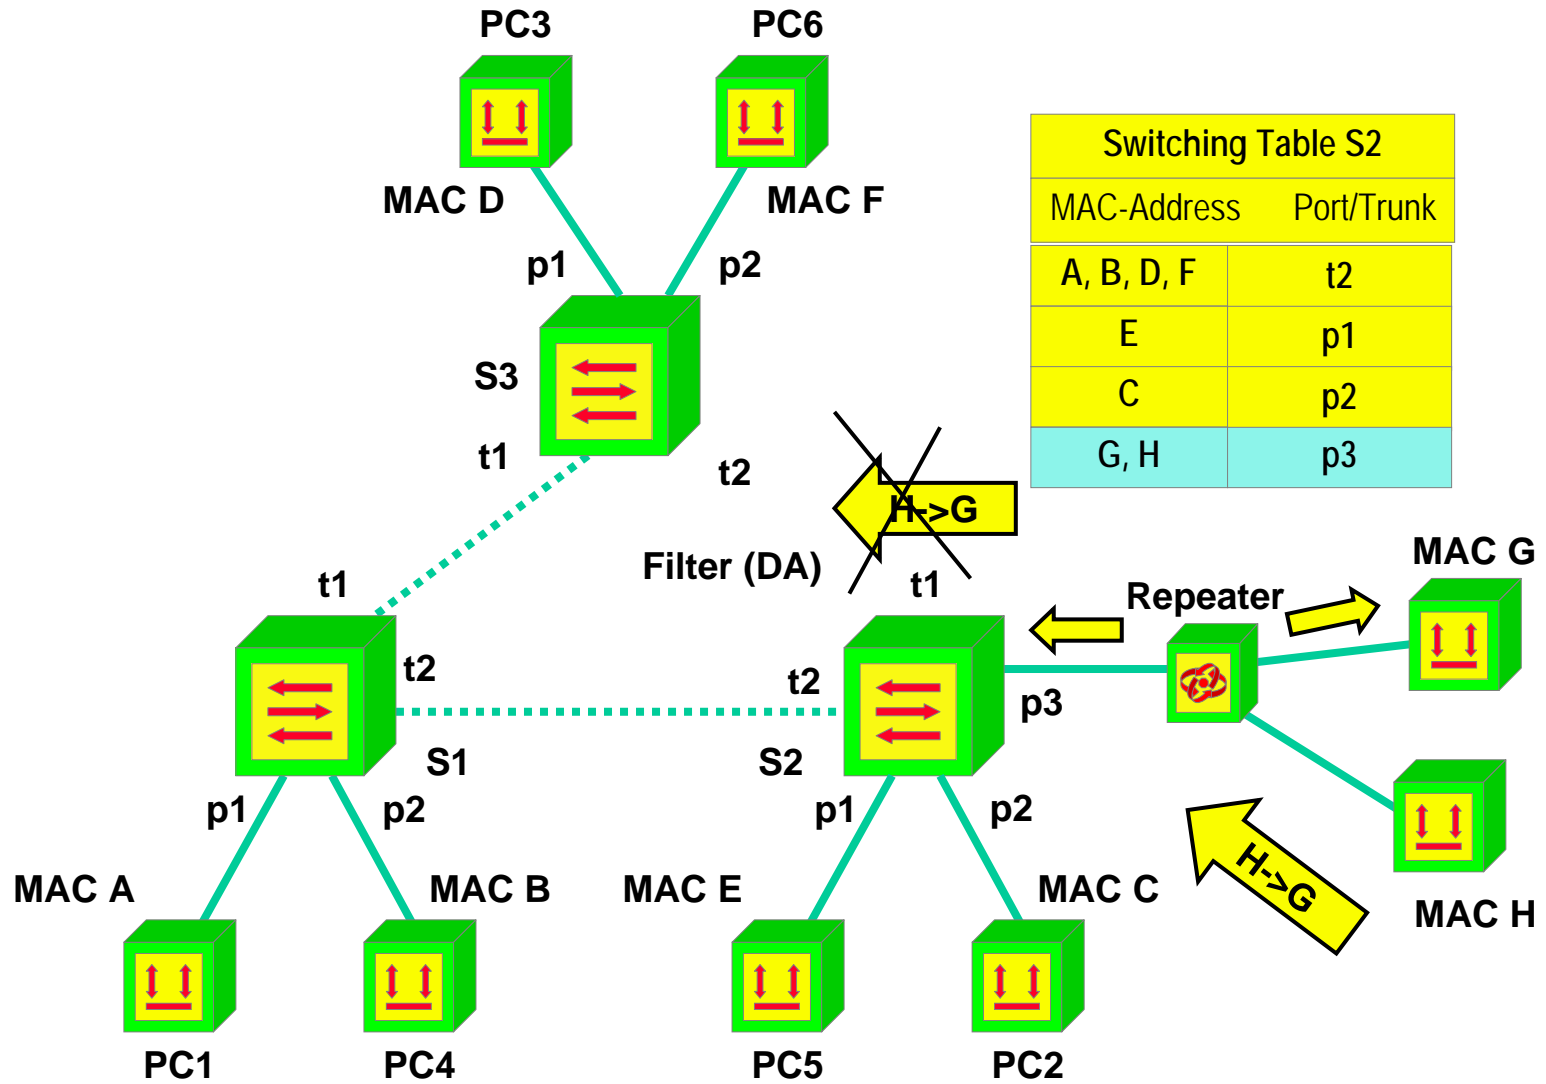 PC3 PC6
MAC D MAC F
p1 p2
S3
t1 t2
Switching Table S2
MAC-Address Port/Trunk
A, B, D, F t2
E p1
C p2
G, H p3
H->G
Filter (DA)
t1
t1
Repeater
MAC G
t2
t2
p3
S1
S2
p1 p2
p1 p2
H->G
MAC A MAC B
MAC E MAC C
MAC H
PC1 PC4 PC5 PC2